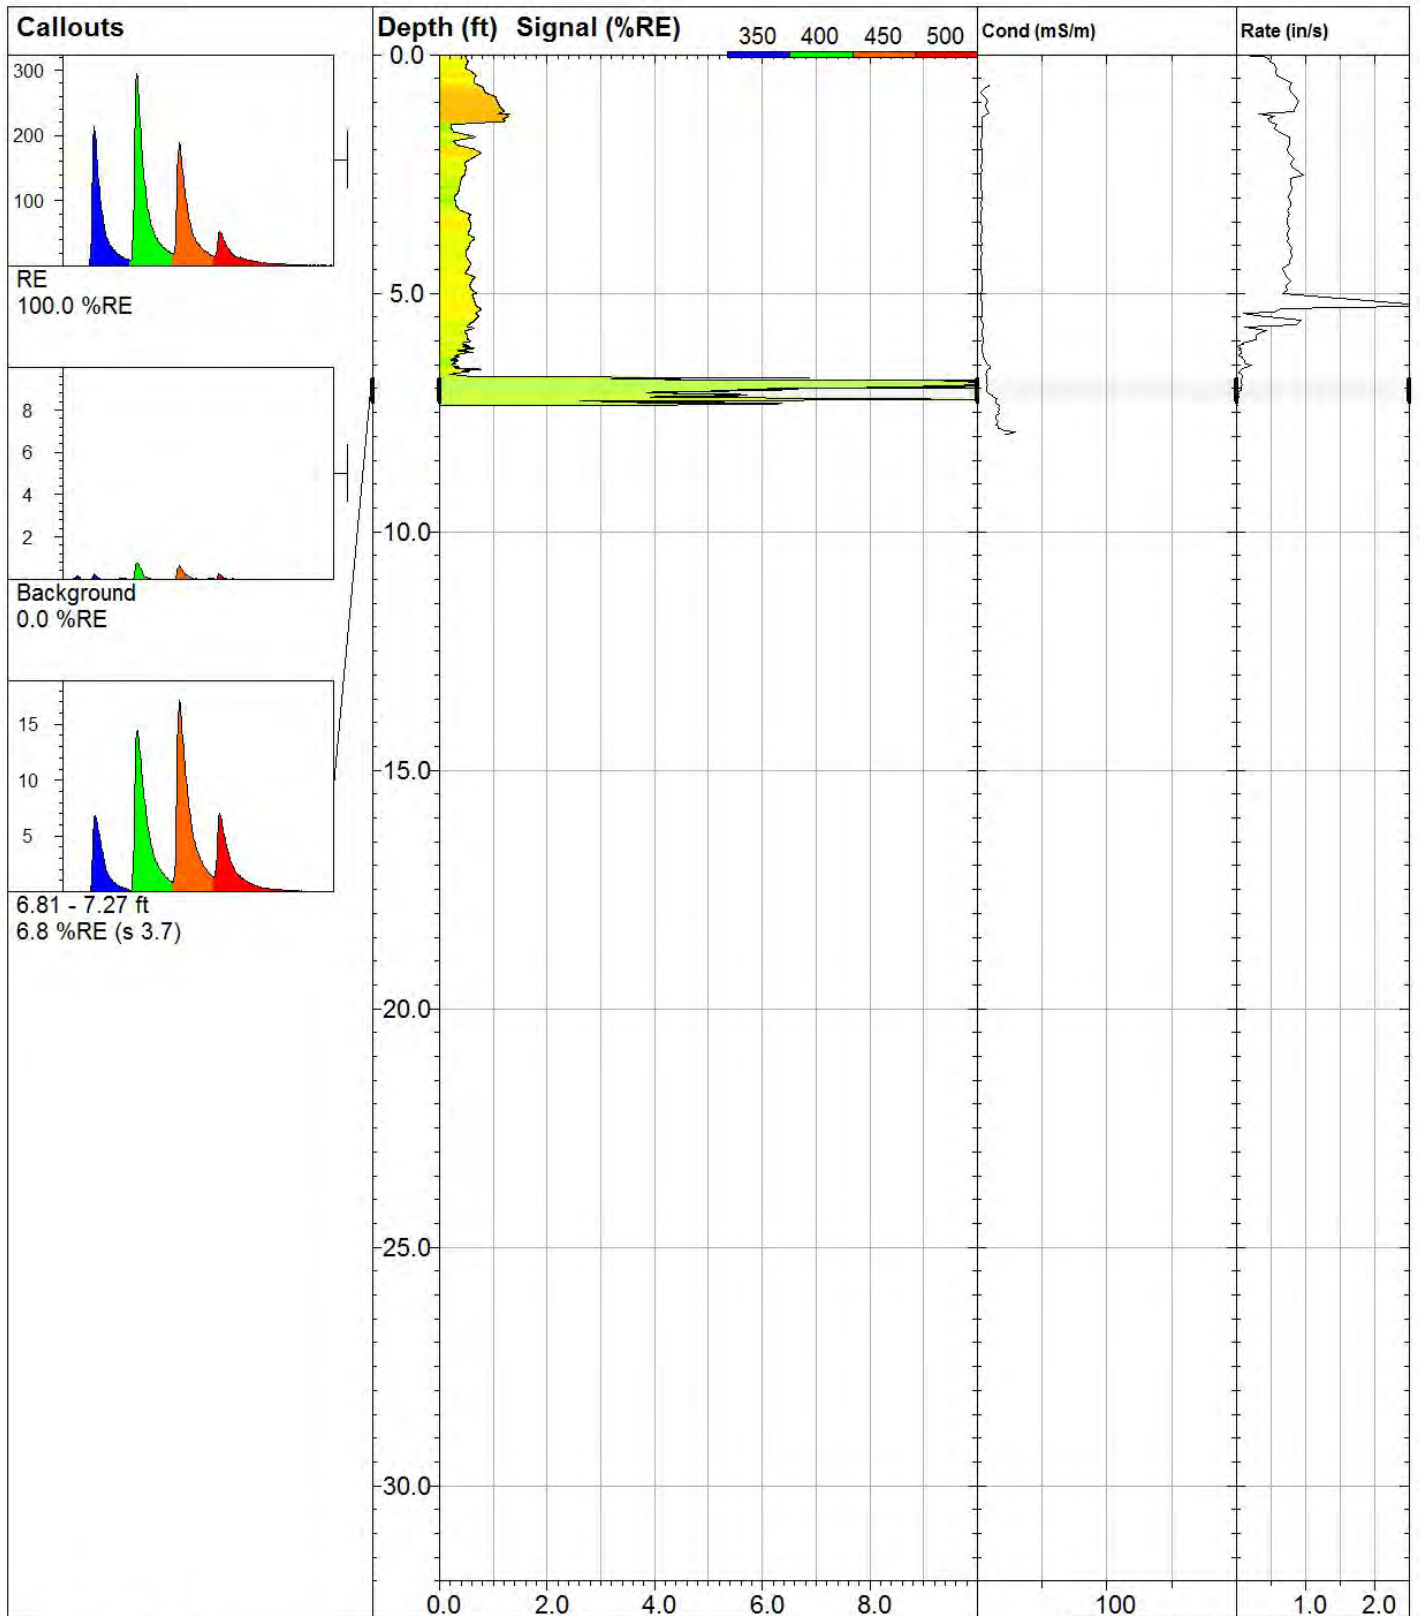 Callouts
Depth (ft) Signal (%RE) 350 400 450 500
Cond (mS/m)
Rate (in/s)
300
200
100
RE
100.0 %RE
8
6
4
2
Background
0.0 %RE
15
10
5
6.81 - 7.27 ft
6.8 %RE (s 3.7)
0.0
5.0
10.0
15.0
20.0
25.0
30.0
0.0 2.0 4.0 6.0 8.0
100
1.0 2.0